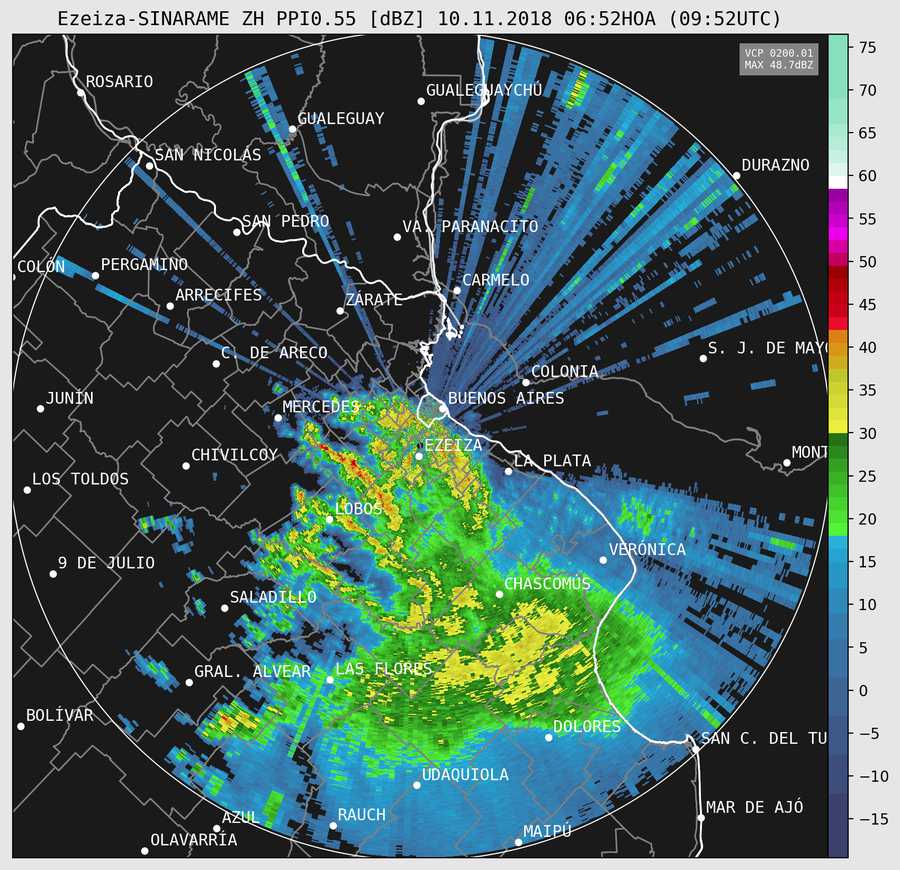 Ezeiza-SINARAME ZH PPI0.55 [dBZ] 10.11.2018 06:52HOA (09:52UTC)
VCP 0200.01
MAX 48.7dBZ
ROSARIO
GUALEGUAYCHÚ
GUALEGUAY
SAN NICOLÁS
DURAZNO
SAN PEDRO
VA. PARANACITO
COLÓN
PERGAMINO
CARMELO
ARRECIFES
ZÁRATE
C. DE ARECO
S. J. DE MAY
COLONIA
JUNÍN
MERCEDES
BUENOS AIRES
EZEIZA
CHIVILCOY
LA PLATA
MONT
LOS TOLDOS
LOBOS
VERÓNICA
9 DE JULIO
CHASCOMÚS
SALADILLO
GRAL. ALVEAR
LAS FLORES
BOLÍVAR
DOLORES
SAN C. DEL TU
UDAQUIOLA
MAR DE AJÓ
AZUL
RAUCH
MAIPÚ
OLAVARRÍA
75
70
65
60
55
50
45
40
35
30
25
20
15
10
5
0
−5
−10
−15